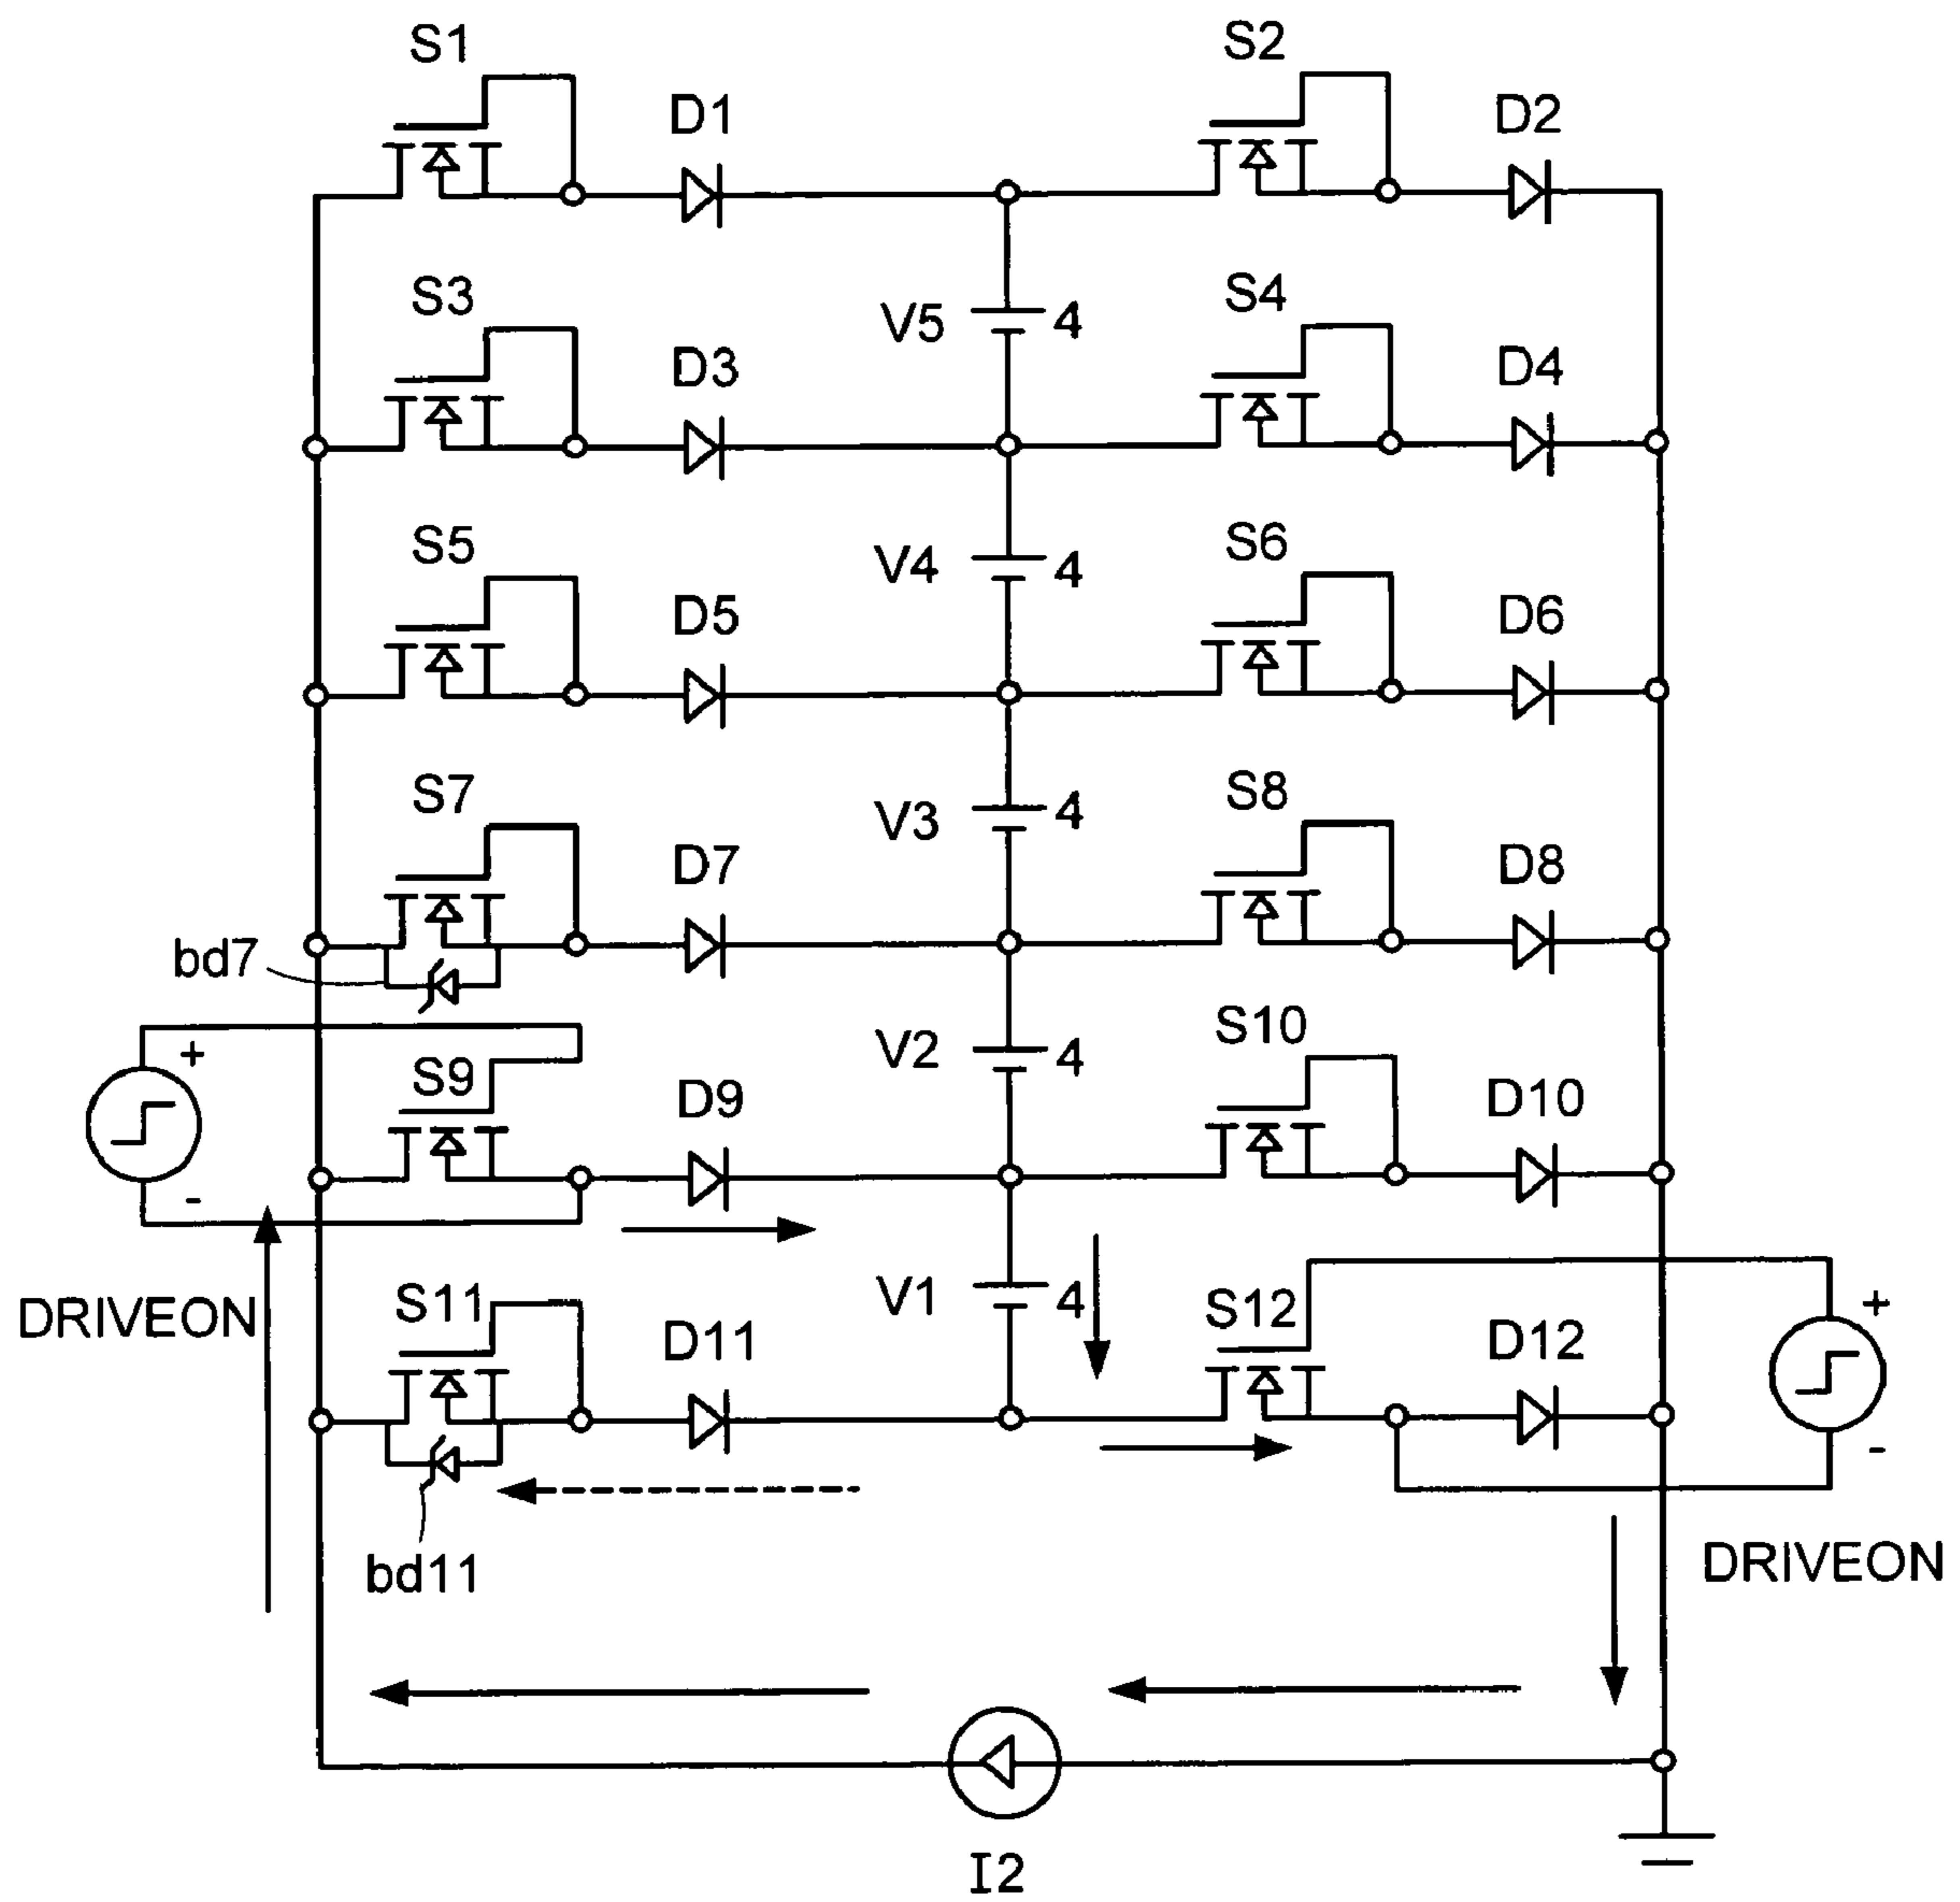 S1
S2
D1
D2
S3
S4
V5
4
D3
D4
S5
S6
V4
4
D5
D6
S7
S8
V3
4
D7
D8
bd7
S10
V2
4
+
S9
D9
D10
-
S11
V1
4
S12
+
DRIVEON
D11
D12
-
bd11
DRIVEON
I2